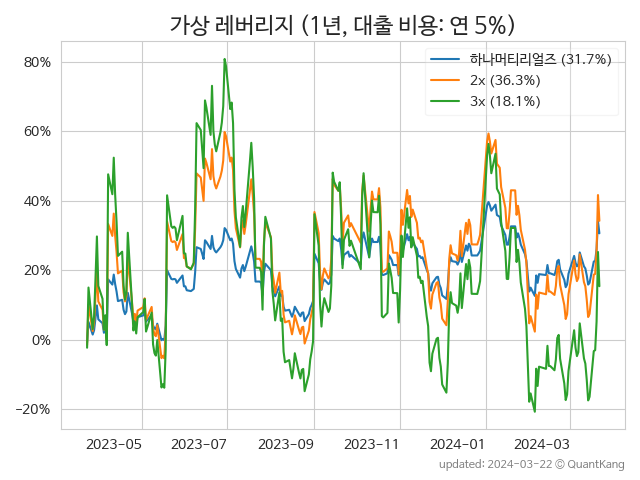 가상 레버리지 (1년, 대출 비용: 연 5%)
하나머티리얼즈 (31.7%)
2x (36.3%)
3x (18.1%)
80%
60%
40%
20%
0%
−20%
2023−05 2023−07 2023−09 2023−11 2024−01 2024−03
updated: 2024−03−22 © QuantKang